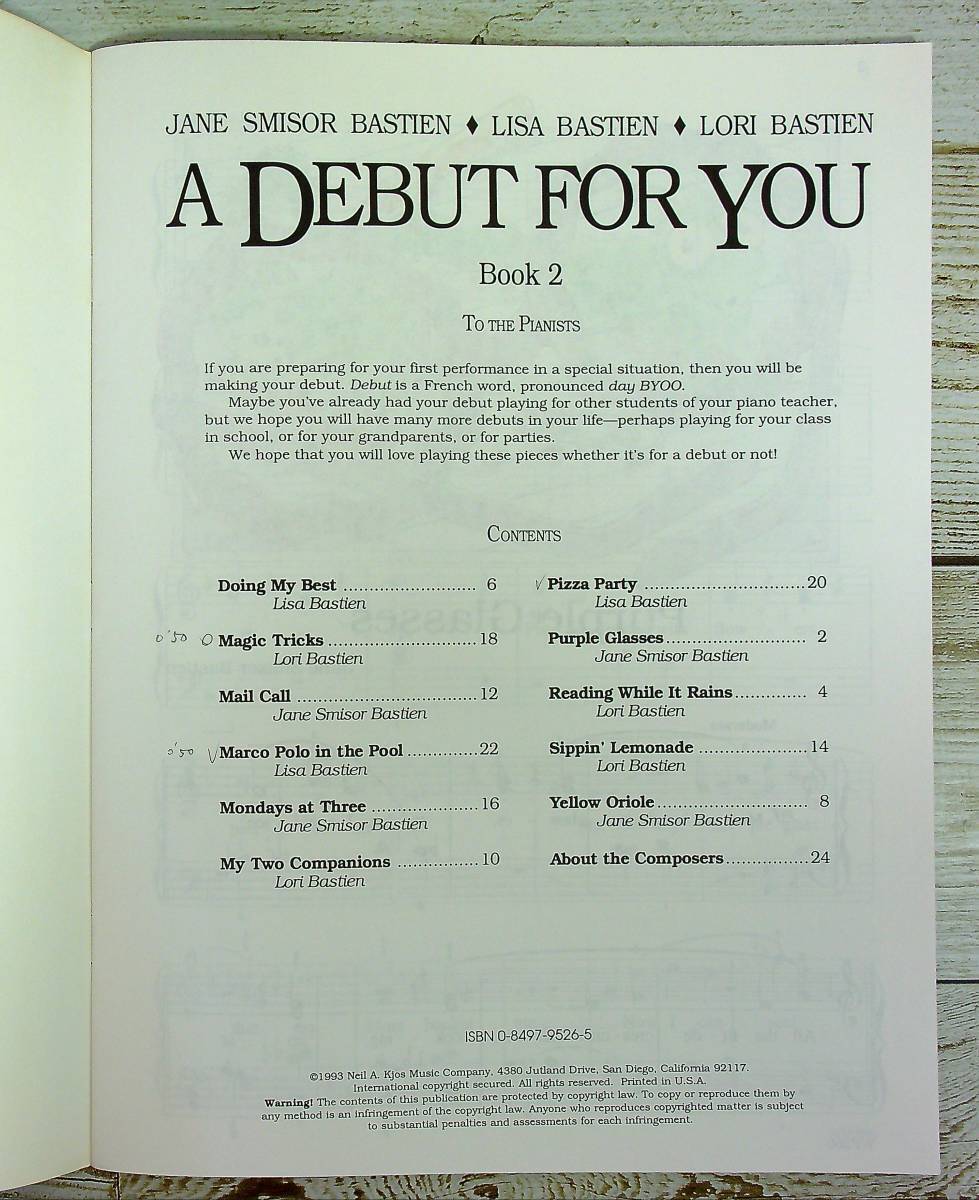 JANE SMISOR BASTIEN ♦ LISA BASTIEN ♦ LORI BASTIEN
A DEBUT FOR YOU
Book 2
TO THE PIANISTS
If you are preparing for your first performance in a special situation, then you will be
making your debut. Debut is a French word, pronounced day BYOO.
Maybe you've already had your debut playing for other students of your piano teacher,
but we hope you will have many more debuts in your life—perhaps playing for your class
in school, or for your grandparents, or for parties.
We hope that you will love playing these pieces whether it's for a debut or not!
CONTENTS
Doing My Best ......................... 6
Lisa Bastien
0'50 O Magic Tricks ............................ 18
Lori Bastien
Mail Call .................................. 12
Jane Smisor Bastien
0'50 √ Marco Polo in the Pool ............. 22
Lisa Bastien
Mondays at Three .................... 16
Jane Smisor Bastien
My Two Companions ................ 10
Lori Bastien
√ Pizza Party .............................. 20
Lisa Bastien
Purple Glasses .......................... 2
Jane Smisor Bastien
Reading While It Rains ............. 4
Lori Bastien
Sippin' Lemonade .................... 14
Lori Bastien
Yellow Oriole ............................ 8
Jane Smisor Bastien
About the Composers ................ 24
ISBN 0-8497-9526-5
©1993 Neil A. Kjos Music Company, 4380 Jutland Drive, San Diego, California 92117.
International copyright secured. All rights reserved. Printed in U.S.A.
Warning! The contents of this publication are protected by copyright law. To copy or reproduce them by
any method is an infringement of the copyright law. Anyone who reproduces copyrighted matter is subject
to substantial penalties and assessments for each infringement.